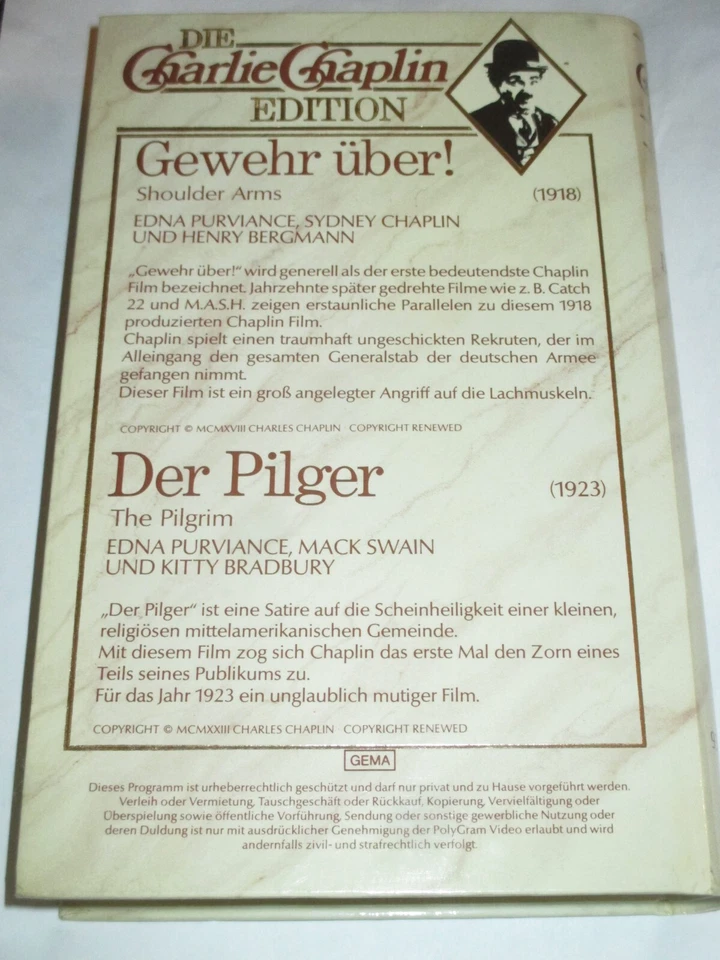 DIE
Charlie Chaplin
EDITION
Gewehr über!
Shoulder Arms (1918)
EDNA PURVIANCE, SYDNEY CHAPLIN
UND HENRY BERGMANN
„Gewehr über!“ wird generell als der erste bedeutendste Chaplin
Film bezeichnet. Jahrzehnte später gedrehte Filme wie z. B. Catch
22 und M.A.S.H. zeigen erstaunliche Parallelen zu diesem 1918
produzierten Chaplin Film.
Chaplin spielt einen traumhaft ungeschickten Rekruten, der im
Alleingang den gesamten Generalstab der deutschen Armee
gefangen nimmt.
Dieser Film ist ein groß angelegter Angriff auf die Lachmuskeln.
COPYRIGHT © MCMXVIII CHARLES CHAPLIN · COPYRIGHT RENEWED
Der Pilger (1923)
The Pilgrim
EDNA PURVIANCE, MACK SWAIN
UND KITTY BRADBURY
„Der Pilger“ ist eine Satire auf die Scheinheiligkeit einer kleinen,
religiösen mittelamerikanischen Gemeinde.
Mit diesem Film zog sich Chaplin das erste Mal den Zorn eines
Teils seines Publikums zu.
Für das Jahr 1923 ein unglaublich mutiger Film.
COPYRIGHT © MCMXXIII CHARLES CHAPLIN · COPYRIGHT RENEWED
GEMA
Dieses Programm ist urheberrechtlich geschützt und darf nur privat und zu Hause vorgeführt werden.
Verleih oder Vermietung, Tauschgeschäft oder Rückkauf, Kopierung, Vervielfältigung oder
Überspielung sowie öffentliche Vorführung, Sendung oder sonstige gewerbliche Nutzung oder
deren Duldung ist nur mit ausdrücklicher Genehmigung der PolyGram Video erlaubt und wird
andernfalls zivil- und strafrechtlich verfolgt.